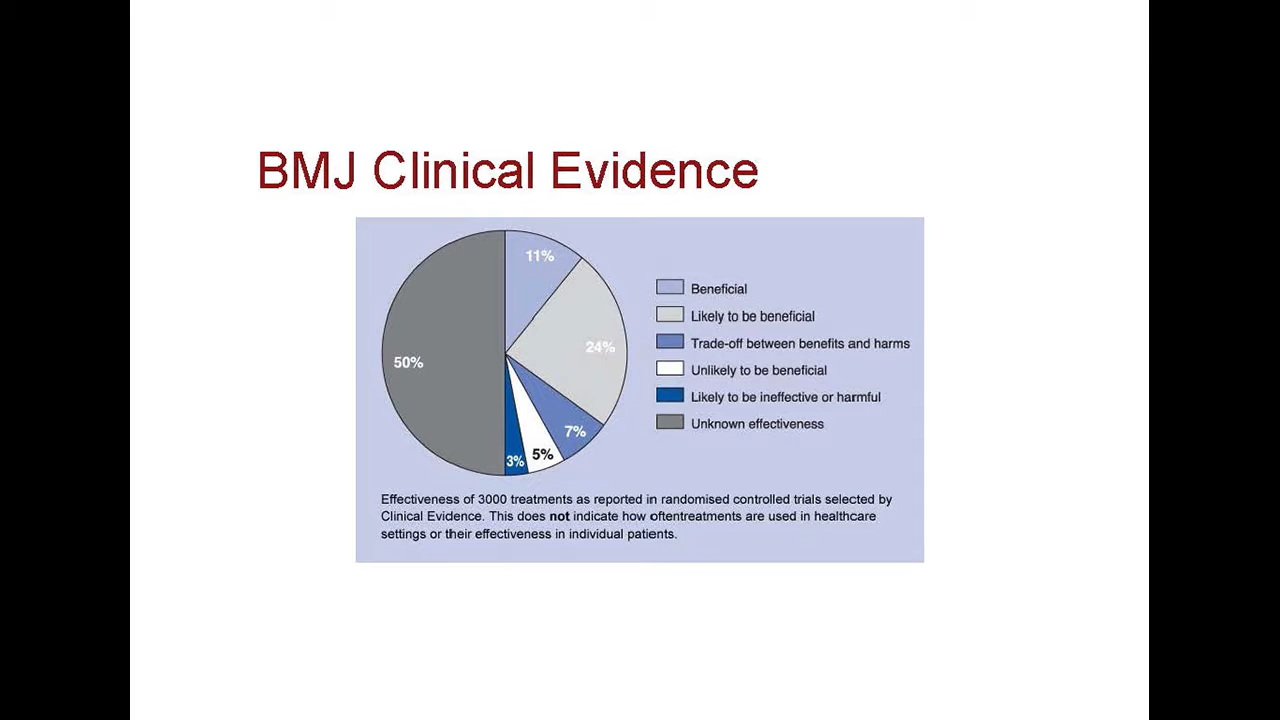 BMJ Clinical Evidence
11%
24%
50%
7%
5%
3%
Beneficial
Likely to be beneficial
Trade-off between benefits and harms
Unlikely to be beneficial
Likely to be ineffective or harmful
Unknown effectiveness
Effectiveness of 3000 treatments as reported in randomised controlled trials selected by
Clinical Evidence. This does not indicate how oftentreatments are used in healthcare
settings or their effectiveness in individual patients.